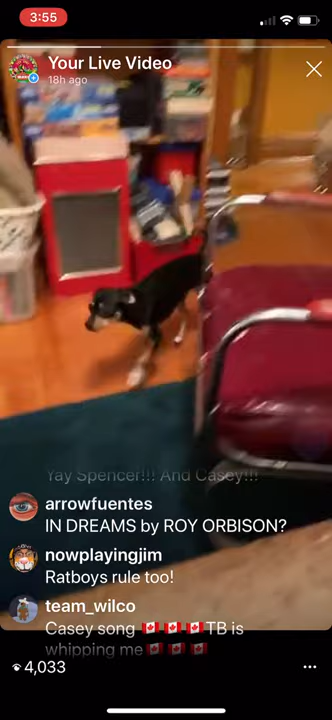 3:55
Your Live Video
18h ago
Yay Spencer!!! And Casey!!!
arrowfuentes
IN DREAMS by ROY ORBISON?
nowplayingjim
Ratboys rule too!
team_wilco
Casey song 🇨🇦🇨🇦🇨🇦TB is
whipping me🇨🇦🇨🇦🇨🇦
4,033